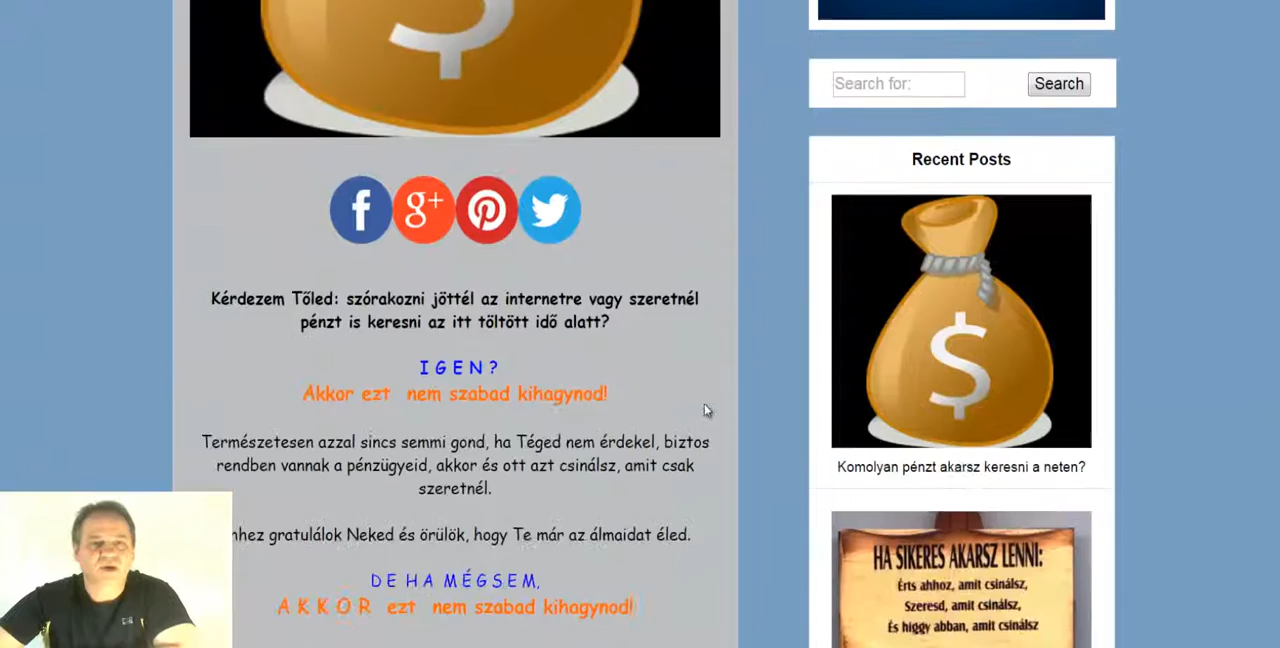 $
f g+
Kérdezem Tőled: szórakozni jöttél az internetre vagy szeretnél
pénzt is keresni az itt töltött idő alatt?
I G E N ?
Akkor ezt nem szabad kihagynod!
Természetesen azzal sincs semmi gond, ha Téged nem érdekel, biztos
rendben vannak a pénzügyeid, akkor és ott azt csinálsz, amit csak
szeretnél.
gratulálok Neked és örülök, hogy Te már az álmaidat éled.
D E H A M É G S E M,
A K K O R ezt nem szabad kihagynod!
Search for:
Search
Recent Posts
$
Komolyan pénzt akarsz keresni a neten?
HA SIKERES AKARSZ LENNI:
Érts ahhoz, amit csinálsz,
Szeresd, amit csinálsz,
És higgy abban, amit csinálsz